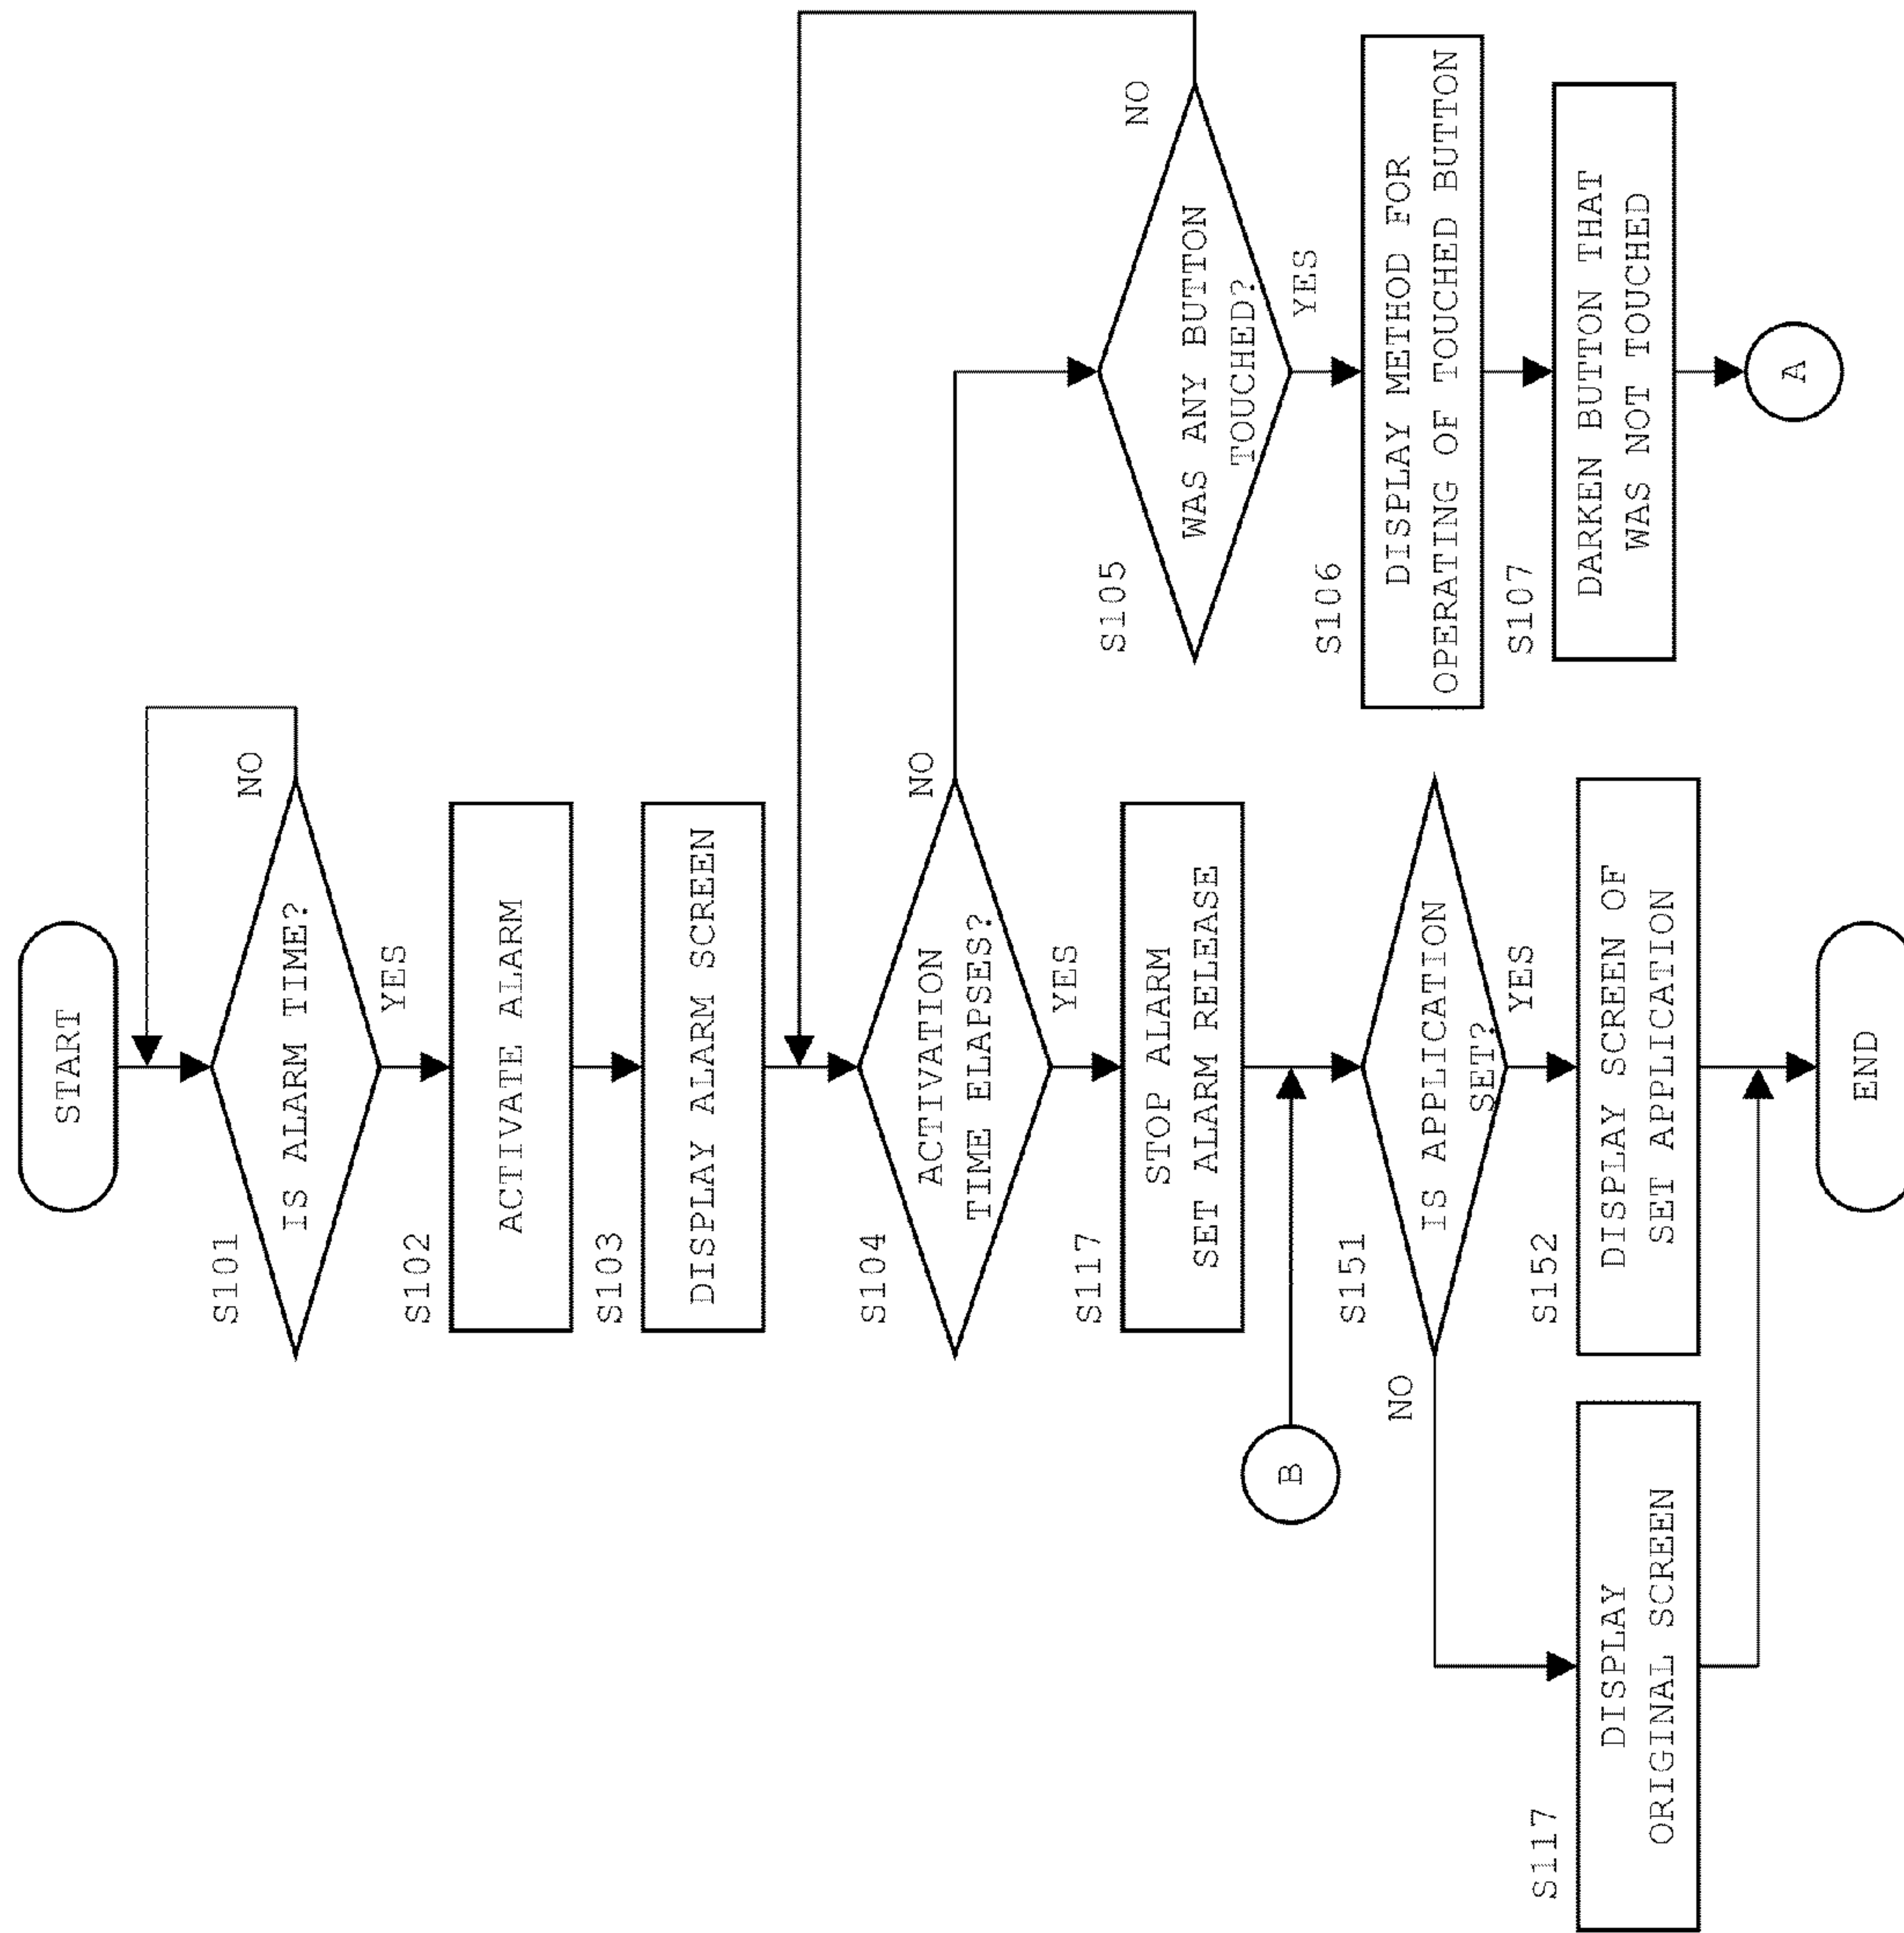 START
S101
IS ALARM TIME?
NO
YES
S102
ACTIVATE ALARM
S103
DISPLAY ALARM SCREEN
S104
ACTIVATION
TIME ELAPSES?
NO
YES
S105
WAS ANY BUTTON
TOUCHED?
NO
YES
S106
DISPLAY METHOD FOR
OPERATING OF TOUCHED BUTTON
S107
DARKEN BUTTON THAT
WAS NOT TOUCHED
A
S117
STOP ALARM
SET ALARM RELEASE
B
S151
IS APPLICATION
SET?
NO
YES
S152
DISPLAY SCREEN OF
SET APPLICATION
S117
DISPLAY
ORIGINAL SCREEN
END